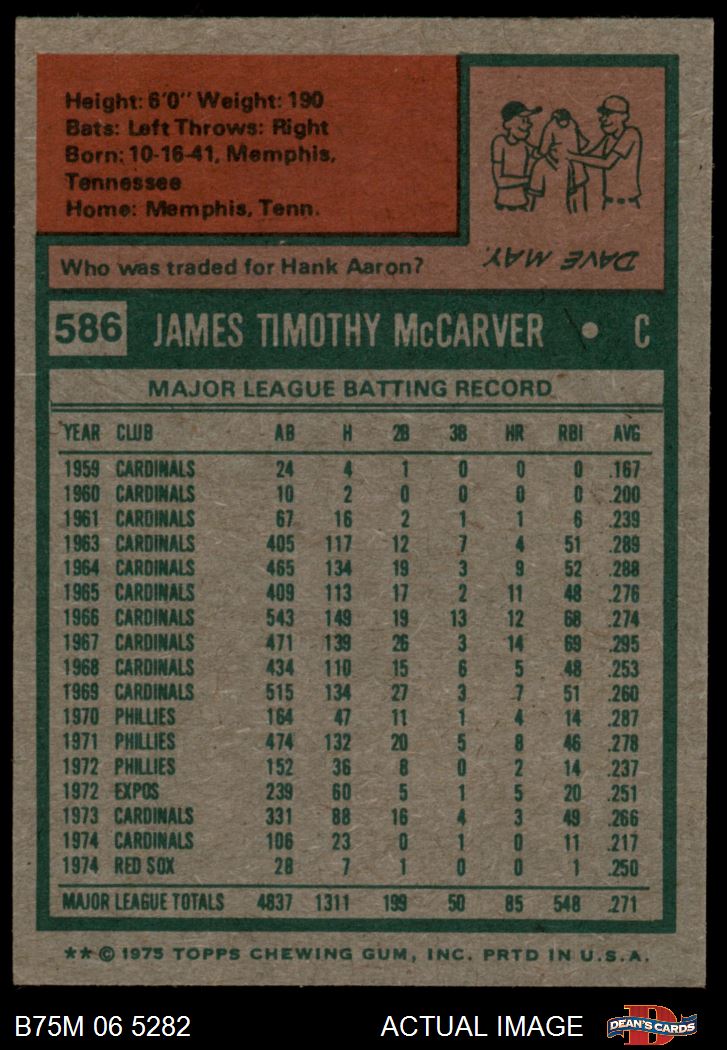 Height: 6'0" Weight: 190
Bats: Left Throws: Right
Born: 10-16-41, Memphis,
Tennessee
Home: Memphis, Tenn.
Who was traded for Hank Aaron?
DAVE MAY.
586 JAMES TIMOTHY McCARVER • C
MAJOR LEAGUE BATTING RECORD
YEAR CLUB AB H 2B 3B HR RBI AVG
1959 CARDINALS 24 4 1 0 0 0 .167
1960 CARDINALS 10 2 0 0 0 0 .200
1961 CARDINALS 67 16 2 1 1 6 .239
1963 CARDINALS 405 117 12 7 4 51 .289
1964 CARDINALS 465 134 19 3 9 52 .288
1965 CARDINALS 409 113 17 2 11 48 .276
1966 CARDINALS 543 149 19 13 12 68 .274
1967 CARDINALS 471 139 26 3 14 69 .295
1968 CARDINALS 434 110 15 6 5 48 .253
1969 CARDINALS 515 134 27 3 7 51 .260
1970 PHILLIES 164 47 11 1 4 14 .287
1971 PHILLIES 474 132 20 5 8 46 .278
1972 PHILLIES 152 36 8 0 2 14 .237
1972 EXPOS 239 60 5 1 5 20 .251
1973 CARDINALS 331 88 16 4 3 49 .266
1974 CARDINALS 106 23 0 1 0 11 .217
1974 RED SOX 28 7 1 0 0 1 .250
MAJOR LEAGUE TOTALS 4837 1311 199 50 85 548 .271
** © 1975 TOPPS CHEWING GUM, INC. PRTD IN U.S.A.
B75M 06 5282 ACTUAL IMAGE D DEAN'S CARDS